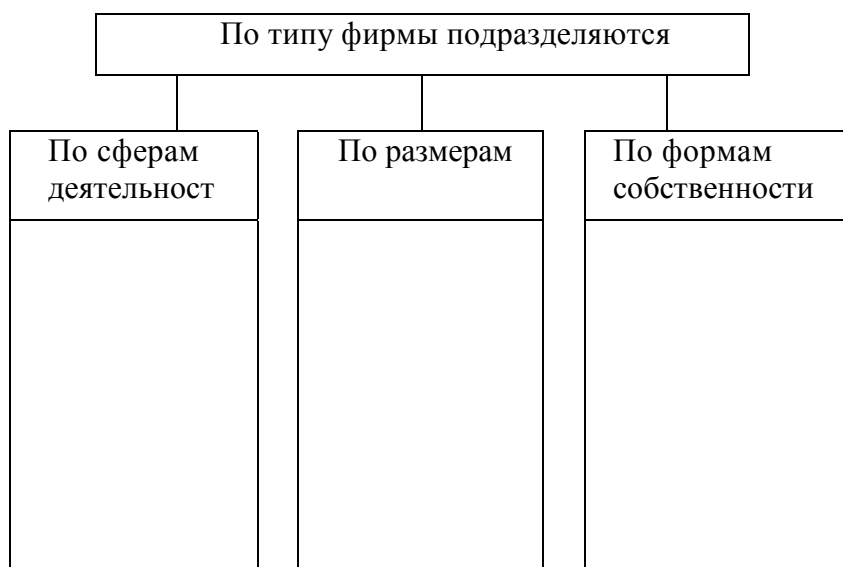 По типу фирмы подразделяются
По сферам
деятельност
По размерам
По формам
собственности